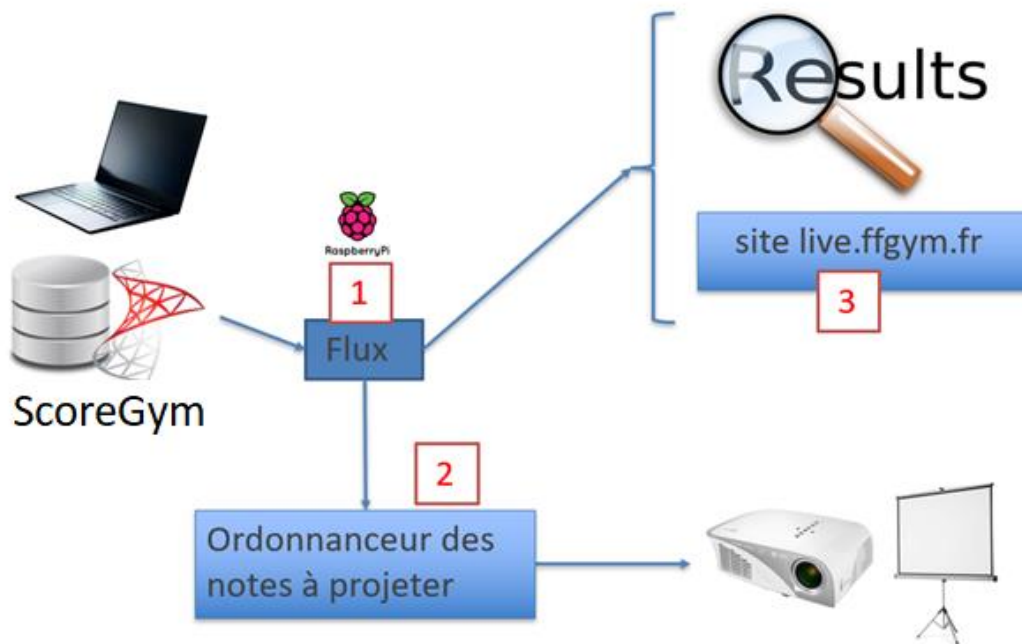 Results
site live.ffgym.fr
3
RaspberryPi
1
Flux
ScoreGym
2
Ordonnanceur des
notes à projeter